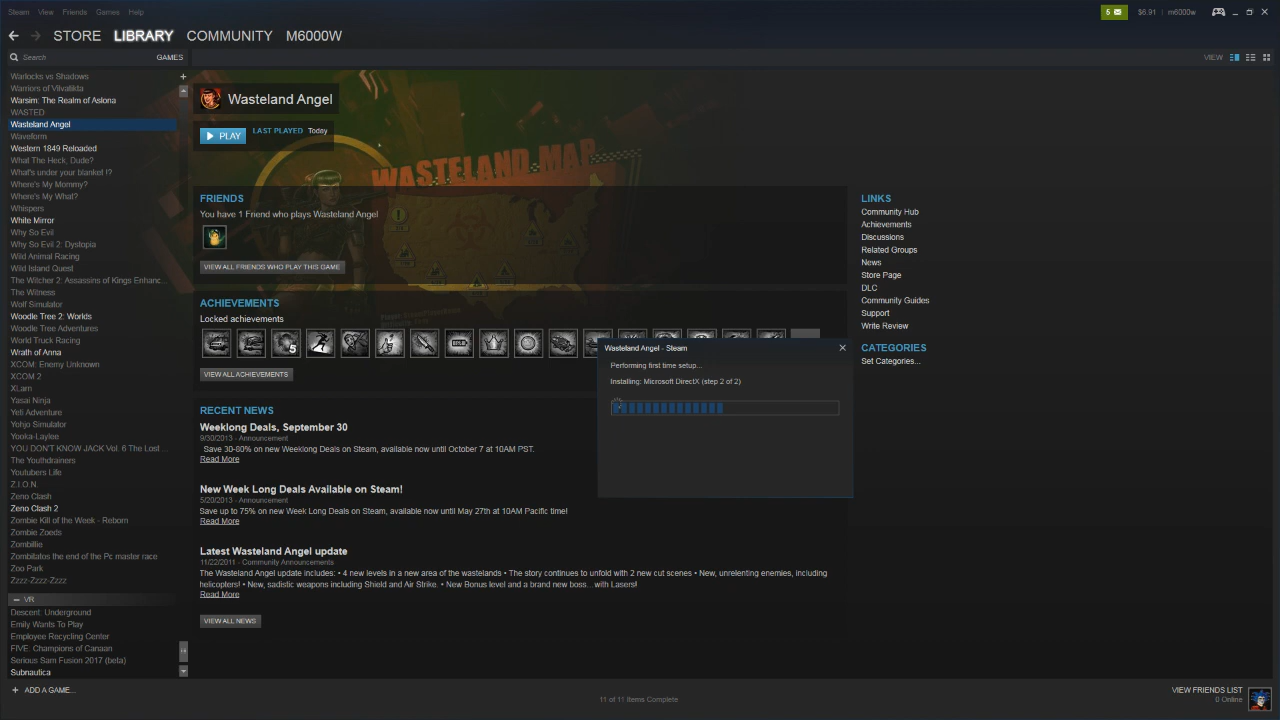 Steam View Friends Games Help
5
$6.91 | m6000w
STORE LIBRARY COMMUNITY M6000W
Search GAMES
VIEW
Warlocks vs Shadows
Warriors of Vilvatikta
Warsim: The Realm of Aslona
WASTED
Wasteland Angel
Waveform
Western 1849 Reloaded
What The Heck, Dude?
What's under your blanket !?
Where's My Mommy?
Where's My What?
Whispers
White Mirror
Why So Evil
Why So Evil 2: Dystopia
Wild Animal Racing
Wild Island Quest
The Witcher 2: Assassins of Kings Enhanc...
The Witness
Wolf Simulator
Woodle Tree 2: Worlds
Woodle Tree Adventures
World Truck Racing
Wrath of Anna
XCOM: Enemy Unknown
XCOM 2
XLarn
Yasai Ninja
Yeti Adventure
Yohjo Simulator
Yooka-Laylee
YOU DON'T KNOW JACK Vol. 6 The Lost ...
The Youthdrainers
Youtubers Life
Z.I.O.N.
Zeno Clash
Zeno Clash 2
Zombie Kill of the Week - Reborn
Zombie Zoeds
Zombillie
Zombitatos the end of the Pc master race
Zoo Park
Zzzz-Zzzz-Zzzz
VR
Descent: Underground
Emily Wants To Play
Employee Recycling Center
FIVE: Champions of Canaan
Serious Sam Fusion 2017 (beta)
Subnautica
ADD A GAME...
Wasteland Angel
PLAY LAST PLAYED Today
WASTELAND MAP
FRIENDS
You have 1 Friend who plays Wasteland Angel
VIEW ALL FRIENDS WHO PLAY THIS GAME
ACHIEVEMENTS
Locked achievements
5
VIEW ALL ACHIEVEMENTS
RECENT NEWS
Weeklong Deals, September 30
9/30/2013 - Announcement
Save 30-80% on new Weeklong Deals on Steam, available now until October 7 at 10AM PST.
Read More
New Week Long Deals Available on Steam!
5/20/2013 - Announcement
Save up to 75% on new Week Long Deals on Steam, available now until May 27th at 10AM Pacific time!
Read More
Latest Wasteland Angel update
11/22/2011 - Community Announcements
The Wasteland Angel update includes: • 4 new levels in a new area of the wastelands • The story continues to unfold with 2 new cut scenes • New, unrelenting enemies, including
helicopters! • New, sadistic weapons including Shield and Air Strike. • New Bonus level and a brand new boss... with Lasers!
Read More
VIEW ALL NEWS
Wasteland Angel - Steam
Performing first time setup...
Installing: Microsoft DirectX (step 2 of 2)
LINKS
Community Hub
Achievements
Discussions
Related Groups
News
Store Page
DLC
Community Guides
Support
Write Review
CATEGORIES
Set Categories...
11 of 11 Items Complete
VIEW FRIENDS LIST
0 Online